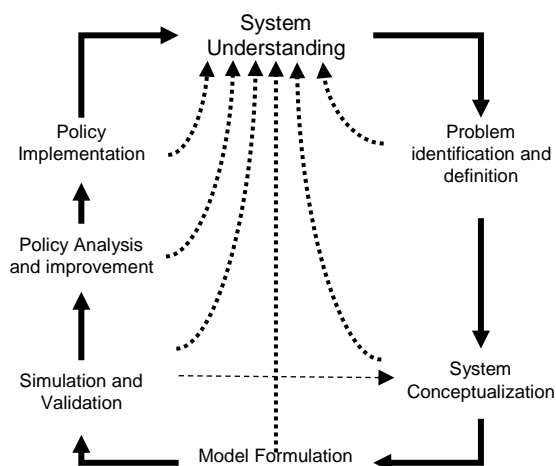 System
Understanding
Policy
Implementation
Problem
identification and
definition
Policy Analysis
and improvement
Simulation and
Validation
System
Conceptualization
Model Formulation